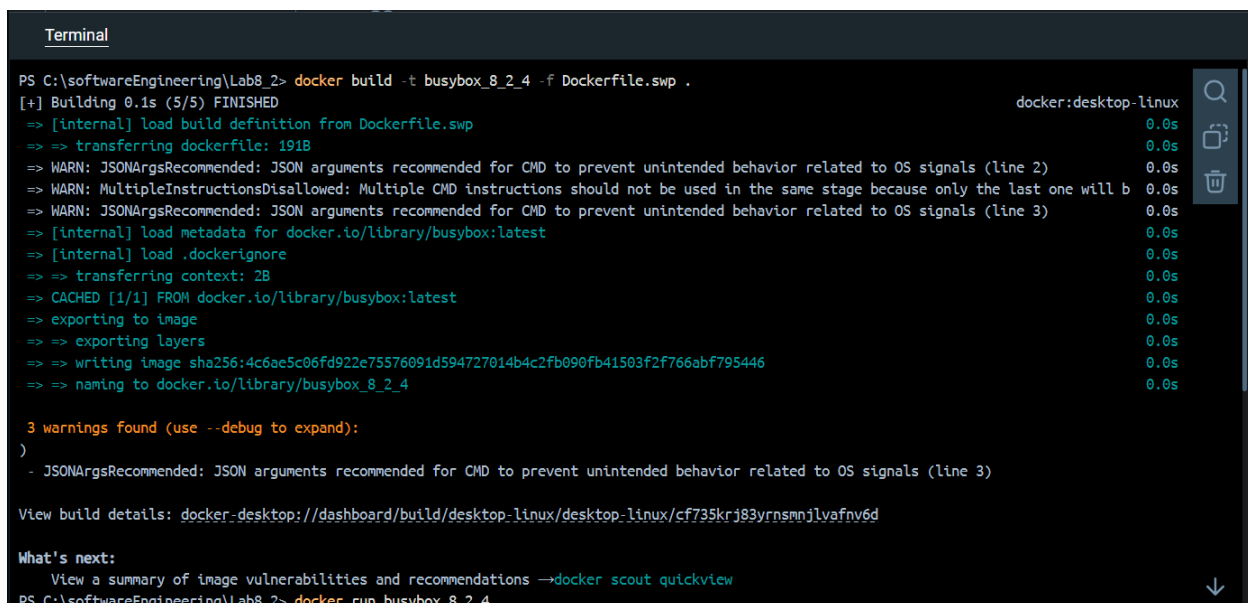 Terminal
PS C:\softwareEngineering\Lab8_2> docker build -t busybox_8_2_4 -f Dockerfile.swp .
[+] Building 0.1s (5/5) FINISHED docker:desktop-linux
=> [internal] load build definition from Dockerfile.swp 0.0s
=> => transferring dockerfile: 191B 0.0s
=> WARN: JSONArgsRecommended: JSON arguments recommended for CMD to prevent unintended behavior related to OS signals (line 2) 0.0s
=> WARN: MultipleInstructionsDisallowed: Multiple CMD instructions should not be used in the same stage because only the last one will b 0.0s
=> WARN: JSONArgsRecommended: JSON arguments recommended for CMD to prevent unintended behavior related to OS signals (line 3) 0.0s
=> [internal] load metadata for docker.io/library/busybox:latest 0.0s
=> [internal] load .dockerignore 0.0s
=> => transferring context: 2B 0.0s
=> CACHED [1/1] FROM docker.io/library/busybox:latest 0.0s
=> exporting to image 0.0s
=> => exporting layers 0.0s
=> => writing image sha256:4c6ae5c06fd922e75576091d594727014b4c2fb090fb41503f2f766abf795446 0.0s
=> => naming to docker.io/library/busybox_8_2_4 0.0s
3 warnings found (use --debug to expand):
)
- JSONArgsRecommended: JSON arguments recommended for CMD to prevent unintended behavior related to OS signals (line 3)
View build details: docker-desktop://dashboard/build/desktop-linux/desktop-linux/cf735krj83yrnsmnjlvafnv6d
What's next:
View a summary of image vulnerabilities and recommendations →docker scout quickview
PS C:\softwareEngineering\Lab8_2> docker run busybox_8_2_4